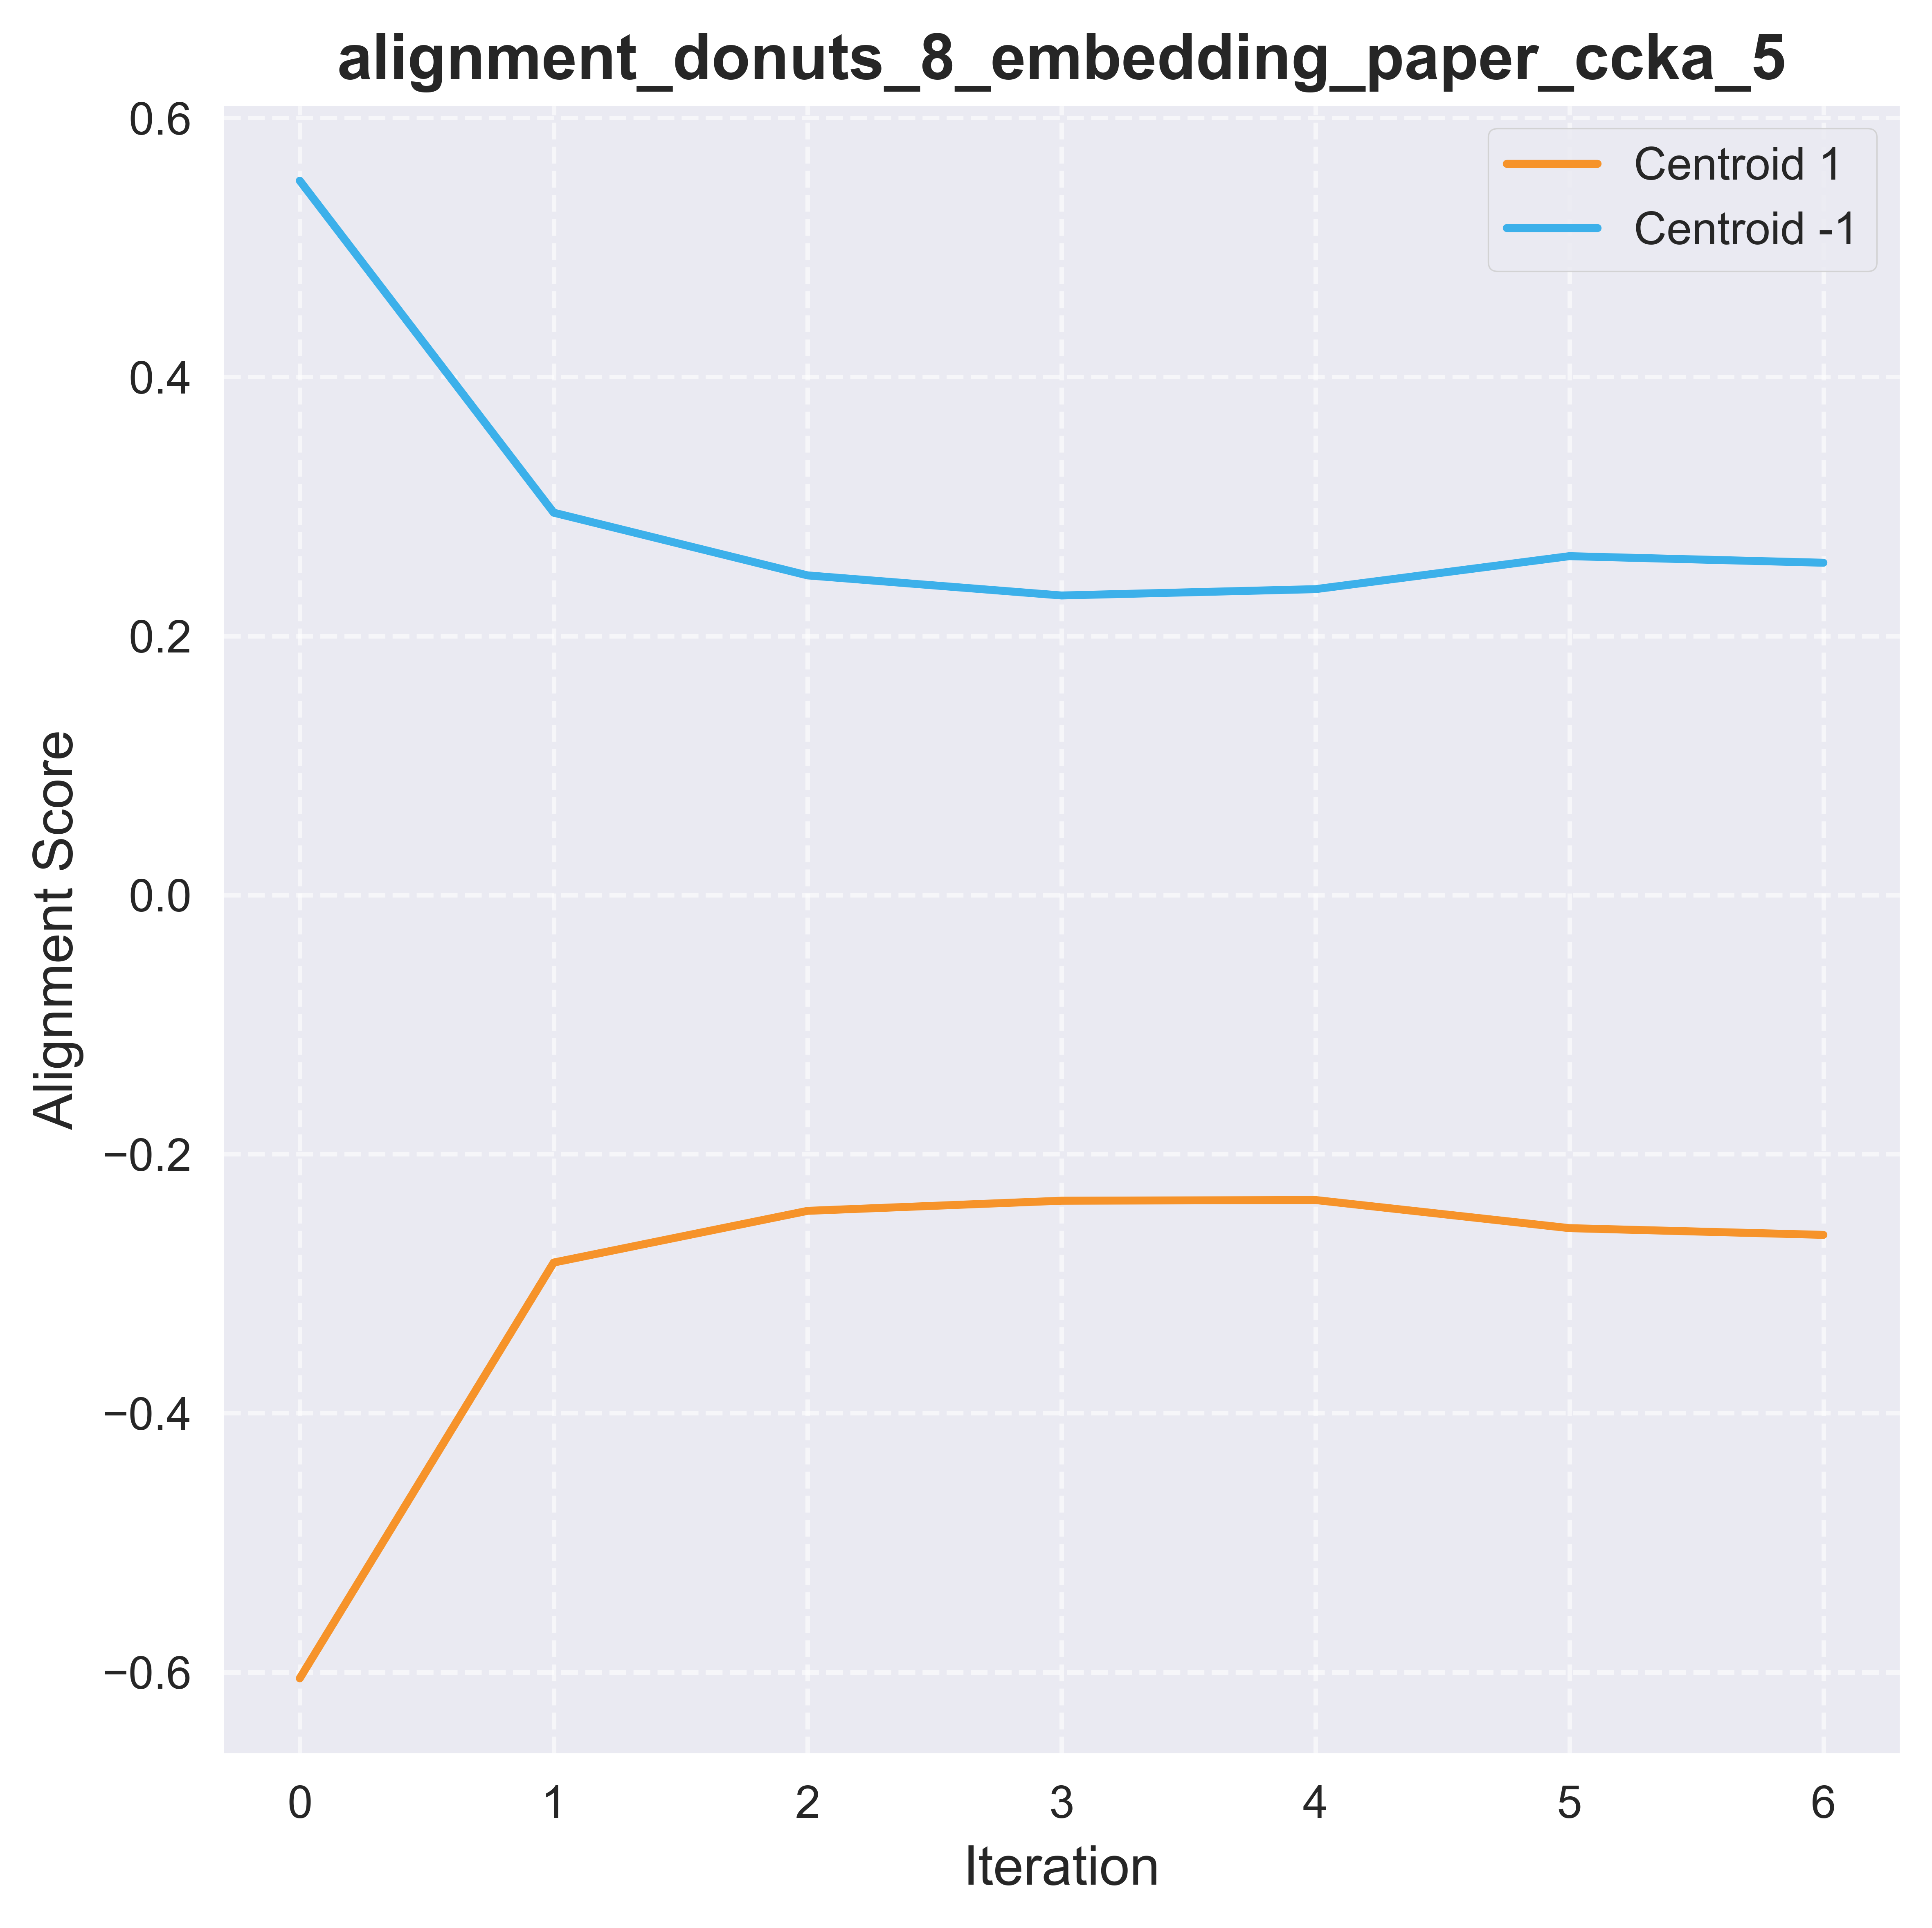 alignment_donuts_8_embedding_paper_ccka_5
Centroid 1
Centroid -1
Alignment Score
0.6
0.4
0.2
0.0
−0.2
−0.4
−0.6
0 1 2 3 4 5 6
Iteration